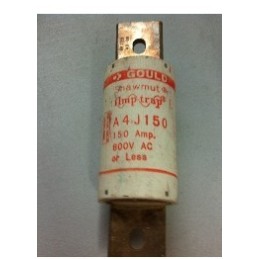 GOULD
Shawmut
Amp trap
A4J150
150 Amp.
600V AC
or Less